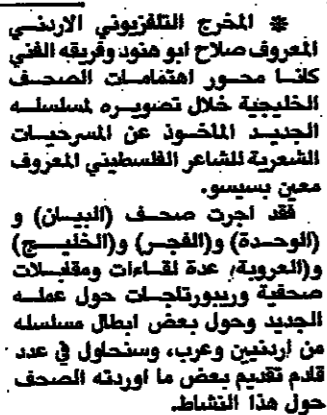 * المخرج التلفزيوني الاردني
المعروف صلاح ابو هنود وفريقه الفني
كانا محور اهتمامات الصحف
الخليجية خلال تصويره لمسلسله
الجديد الماخوذ عن المسرحيات
الشعرية للشاعر الفلسطيني المعروف
معين بسيسو.
فقد اجرت صحف (البيان) و
(الوحدة) و(الفجر) و(الخليج)
و(العروبة) عدة لقاءات ومقابلات
صحفية وريبورتاجات حول عمله
الجديد وحول بعض ابطال مسلسله
من اردنيين وعرب، وسنحاول في عدد
قادم تقديم بعض ما اوردته الصحف
حول هذا النشاط.